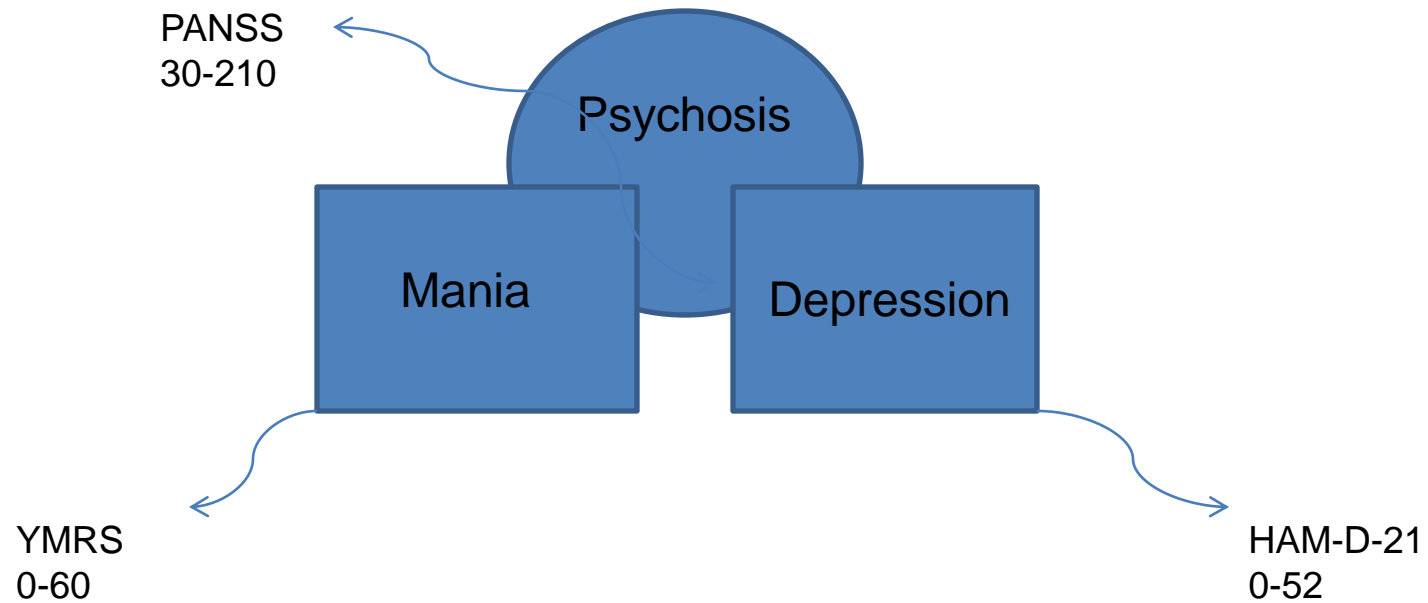 PANSS
30-210
Psychosis
Mania
Depression
YMRS
0-60
HAM-D-21
0-52